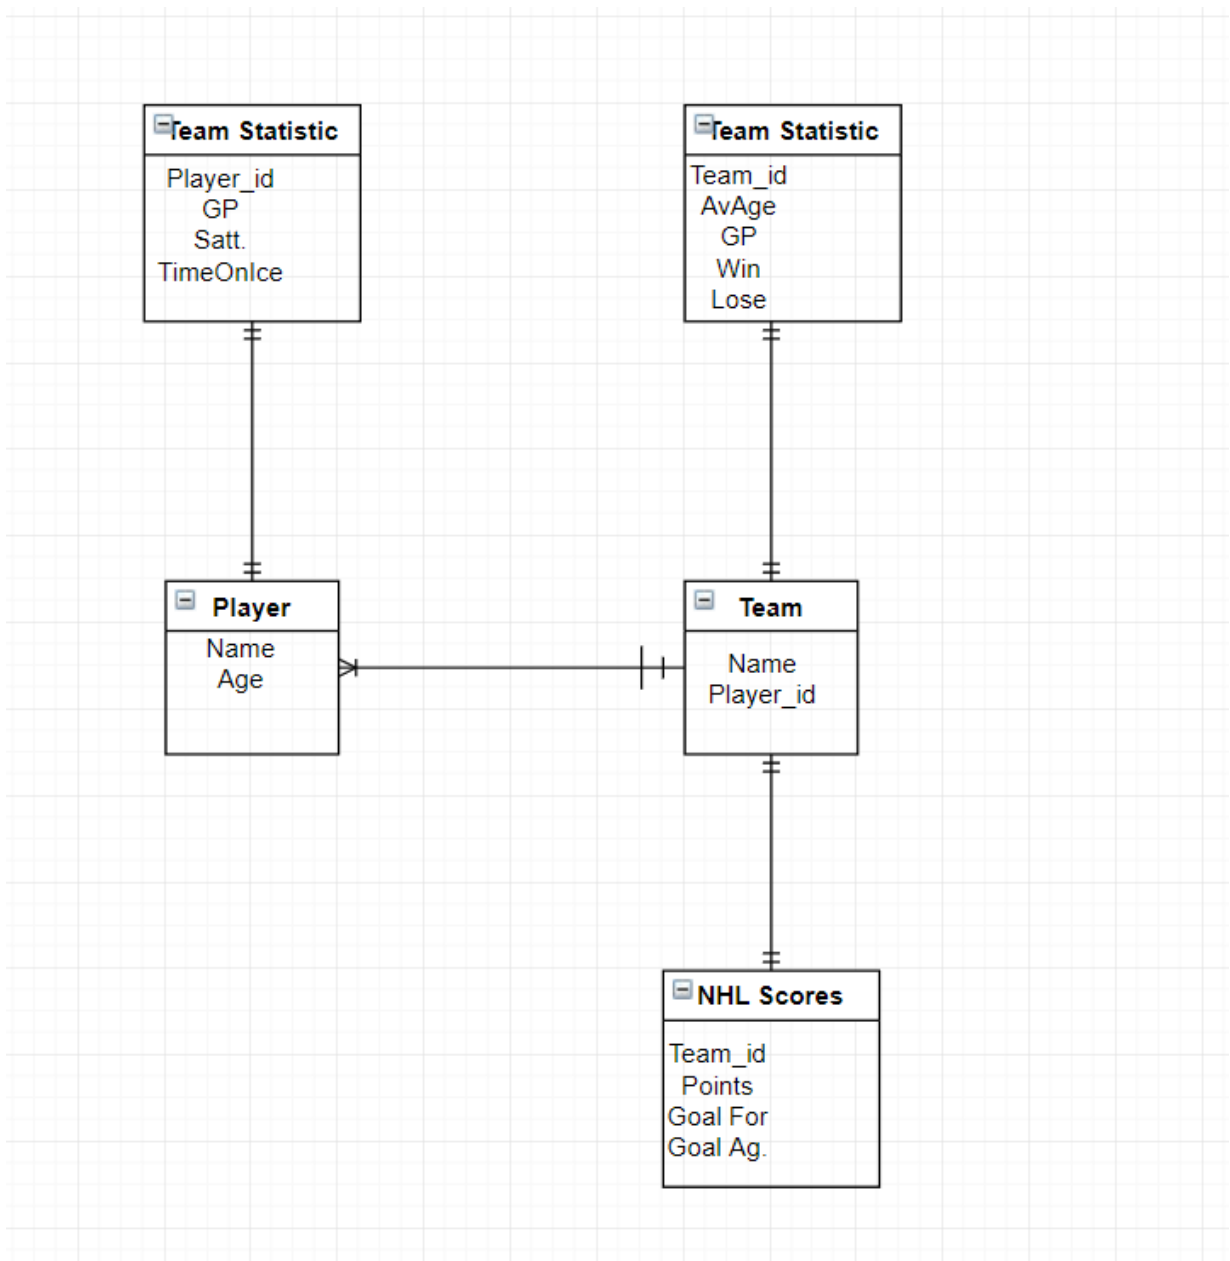 Team Statistic
Player_id
GP
Satt.
TimeOnIce
Team Statistic
Team_id
AvAge
GP
Win
Lose
Player
Name
Age
Team
Name
Player_id
NHL Scores
Team_id
Points
Goal For
Goal Ag.